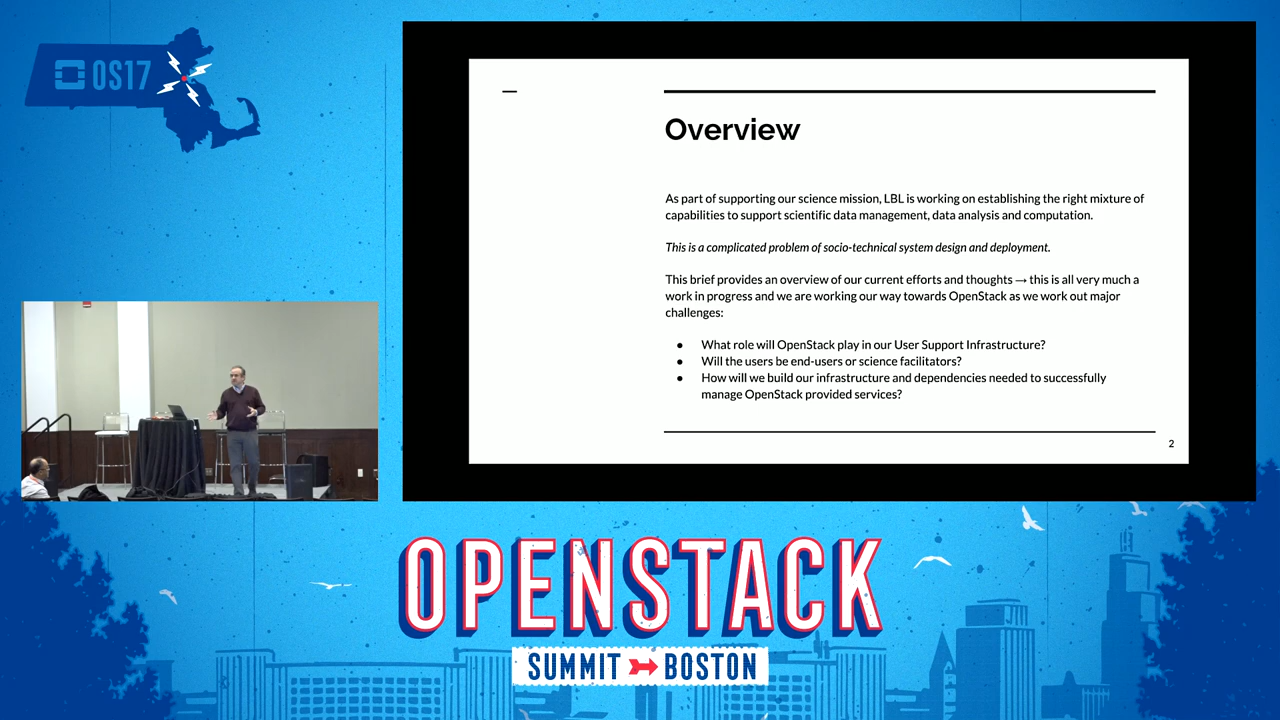 OS17
Overview
As part of supporting our science mission, LBL is working on establishing the right mixture of
capabilities to support scientific data management, data analysis and computation.
This is a complicated problem of socio-technical system design and deployment.
This brief provides an overview of our current efforts and thoughts → this is all very much a
work in progress and we are working our way towards OpenStack as we work out major
challenges:
● What role will OpenStack play in our User Support Infrastructure?
● Will the users be end-users or science facilitators?
● How will we build our infrastructure and dependencies needed to successfully
manage OpenStack provided services?
2
OPENSTACK
SUMMIT BOSTON